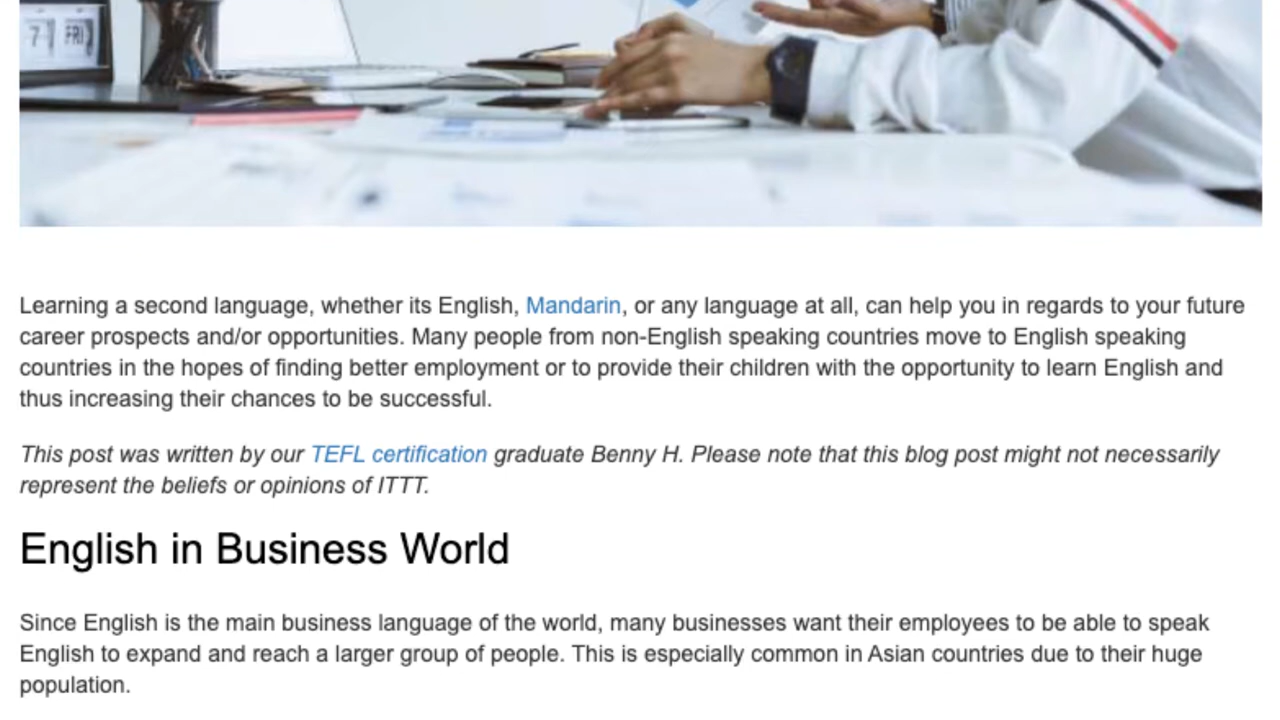 7 FRI
Learning a second language, whether its English, Mandarin, or any language at all, can help you in regards to your future
career prospects and/or opportunities. Many people from non-English speaking countries move to English speaking
countries in the hopes of finding better employment or to provide their children with the opportunity to learn English and
thus increasing their chances to be successful.
This post was written by our TEFL certification graduate Benny H. Please note that this blog post might not necessarily
represent the beliefs or opinions of ITTT.
English in Business World
Since English is the main business language of the world, many businesses want their employees to be able to speak
English to expand and reach a larger group of people. This is especially common in Asian countries due to their huge
population.